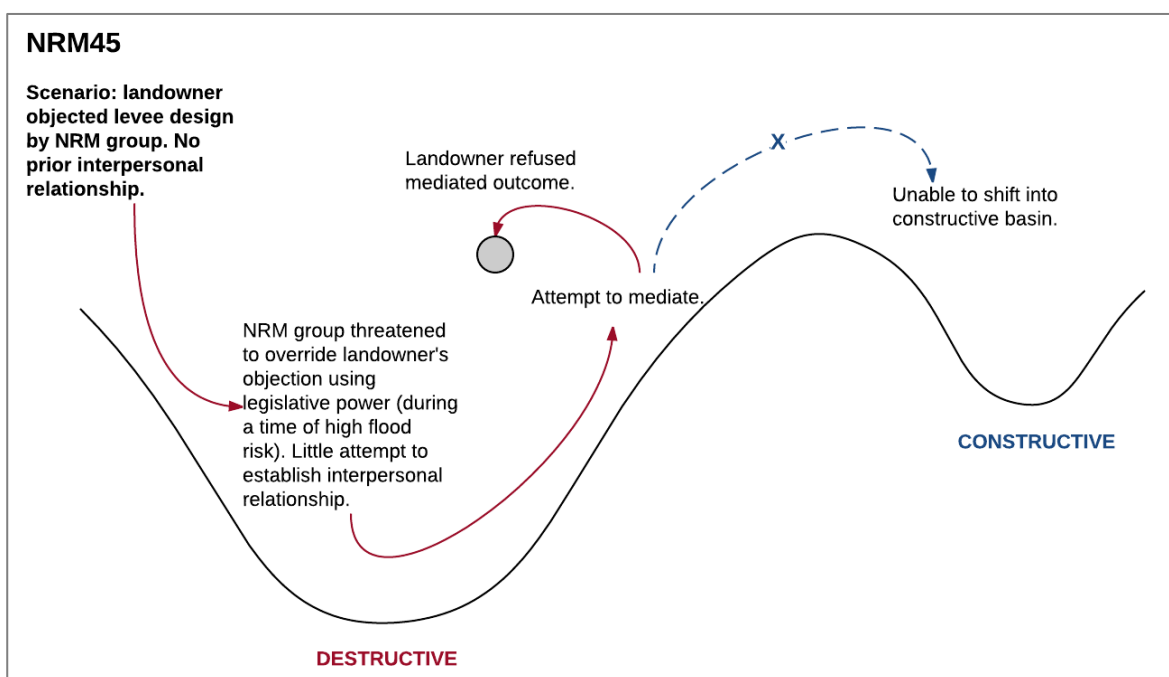 NRM45
Scenario: landowner
objected levee design
by NRM group. No
prior interpersonal
relationship.
Landowner refused
mediated outcome.
X
Unable to shift into
constructive basin.
Attempt to mediate.
NRM group threatened
to override landowner's
objection using
legislative power (during
a time of high flood
risk). Little attempt to
establish interpersonal
relationship.
CONSTRUCTIVE
DESTRUCTIVE